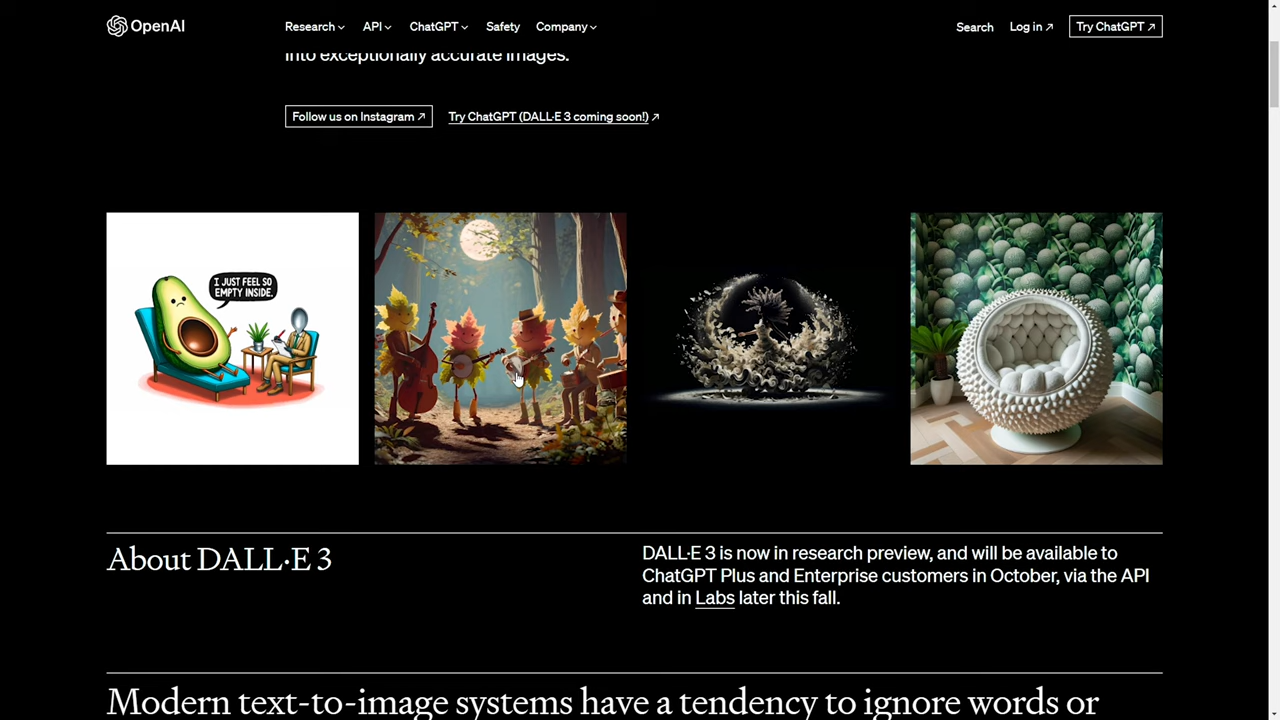 OpenAI
Research API ChatGPT Safety Company
Search Log in ↗ Try ChatGPT ↗
into exceptionally accurate images.
Follow us on Instagram ↗ Try ChatGPT (DALL·E 3 coming soon!) ↗
I JUST FEEL SO
EMPTY INSIDE.
About DALL·E 3
DALL·E 3 is now in research preview, and will be available to
ChatGPT Plus and Enterprise customers in October, via the API
and in Labs later this fall.
Modern text-to-image systems have a tendency to ignore words or